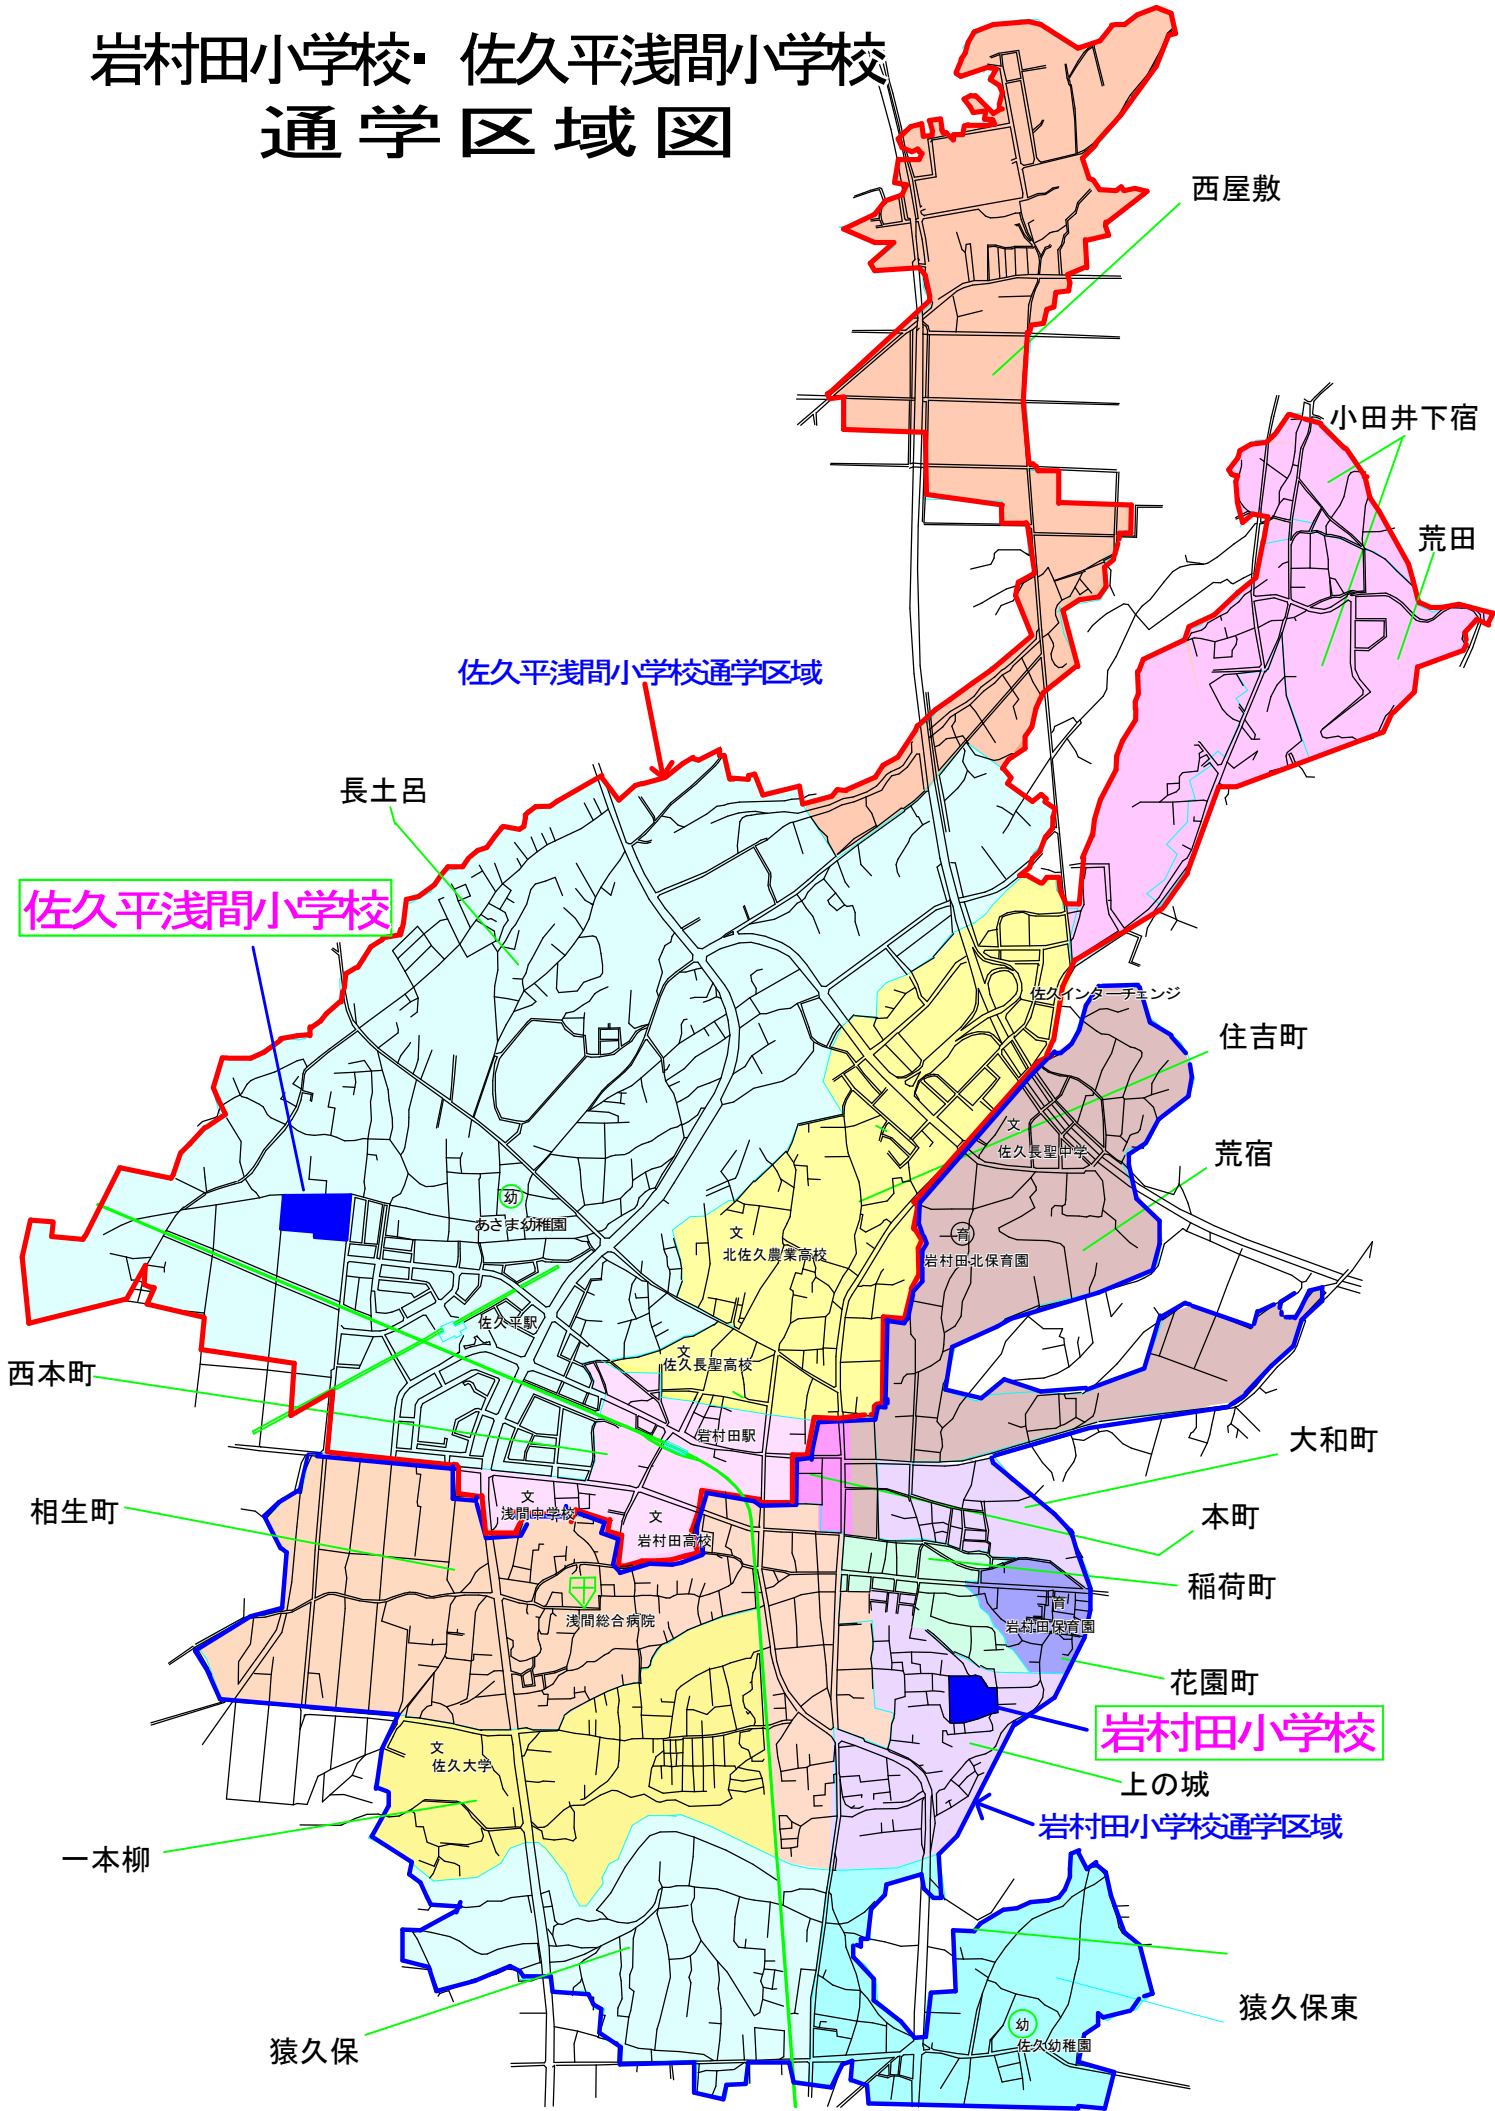 岩村田小学校・佐久平浅間小学校
通学区域図
西屋敷
小田井下宿
荒田
佐久平浅間小学校通学区域
長土呂
佐久平浅間小学校
佐久インターチェンジ
住吉町
文
佐久長聖中学
荒宿
幼
あさま幼稚園
文
北佐久農業高校
育
岩村田北保育園
佐久平駅
文
佐久長聖高校
西本町
岩村田駅
大和町
相生町
文
浅間中学校
文
岩村田高校
本町
稲荷町
浅間総合病院
育
岩村田保育園
花園町
岩村田小学校
文
佐久大学
上の城
岩村田小学校通学区域
一本柳
猿久保東
幼
佐久幼稚園
猿久保